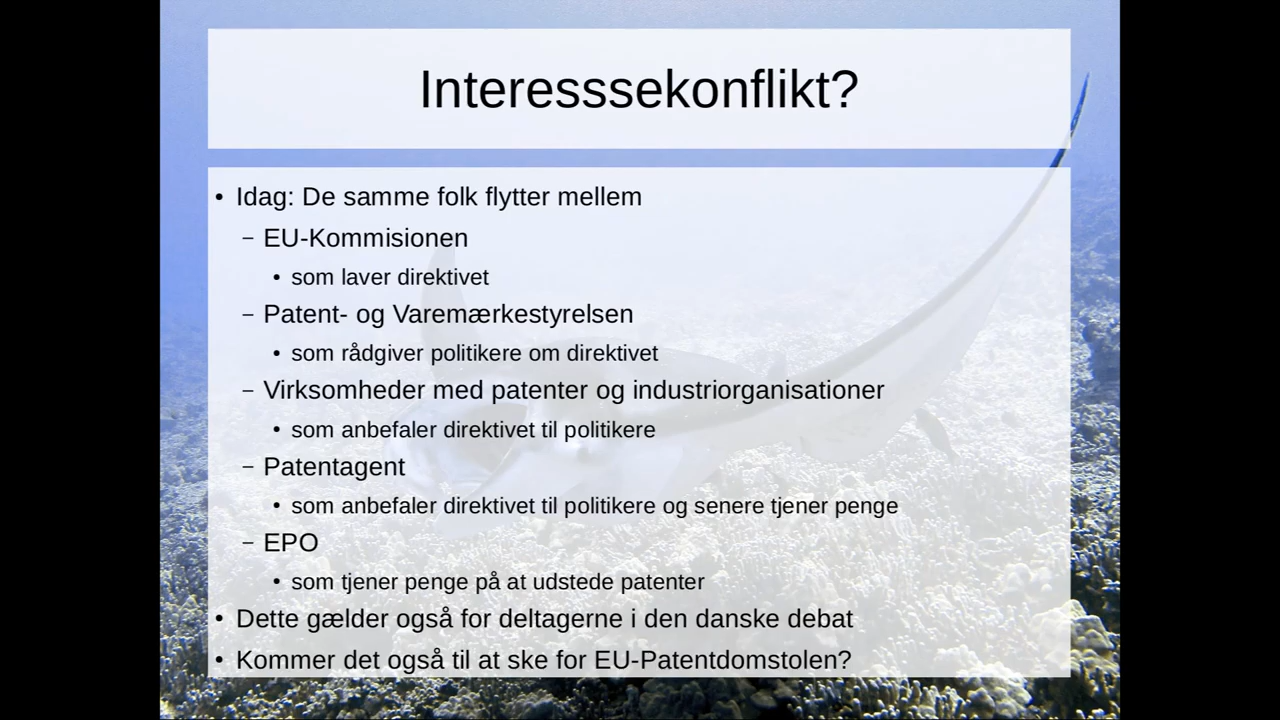 Interesssekonflikt?
• Idag: De samme folk flytter mellem
– EU-Kommisionen
• som laver direktivet
– Patent- og Varemærkestyrelsen
• som rådgiver politikere om direktivet
– Virksomheder med patenter og industriorganisationer
• som anbefaler direktivet til politikere
– Patentagent
• som anbefaler direktivet til politikere og senere tjener penge
– EPO
• som tjener penge på at udstede patenter
• Dette gælder også for deltagerne i den danske debat
• Kommer det også til at ske for EU-Patentdomstolen?